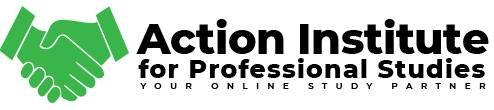 Action Institute
for Professional Studies
YOUR ONLINE STUDY PARTNER